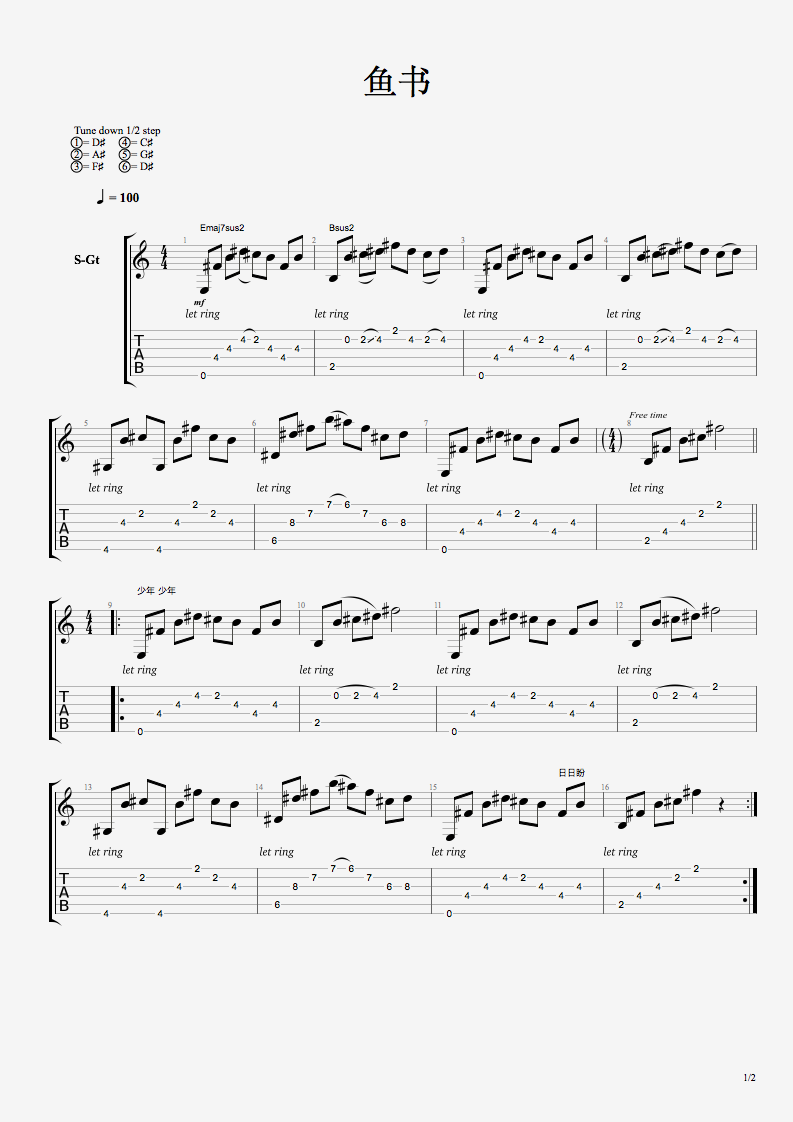 鱼书
Tune down 1/2 step
①= D♯ ④= C♯
②= A♯ ⑤= G♯
③= F♯ ⑥= D♯
♩ = 100
Emaj7sus2 Bsus2
1 2 3 4
S-Gt
4/4
mf
let ring let ring let ring let ring
2 2
T 4 2 0 2 4 4 2 4 4 2 0 2 4 4 2 4
A 4 4 4 4 4 4
4 4 4 4
B 2 2
0 0
Free time
5 6 7 8
(4/4)
let ring let ring let ring let ring
2 7 6 2
T 2 2 7 7 4 2 2
A 4 4 4 8 6 8 4 4 4 4
4 4 4
B 6 2
4 4 0
少年 少年
9 10 11 12
4/4
let ring let ring let ring let ring
2 2
T 4 2 0 2 4 4 2 0 2 4
A 4 4 4 4 4 4
4 4 4 4
B 2 2
0 0
日日盼
13 14 15 16
let ring let ring let ring let ring
2 7 6 2
T 2 2 7 7 4 2 2
A 4 4 4 8 6 8 4 4 4 4
4 4 4
B 6 2
4 4 0
1/2